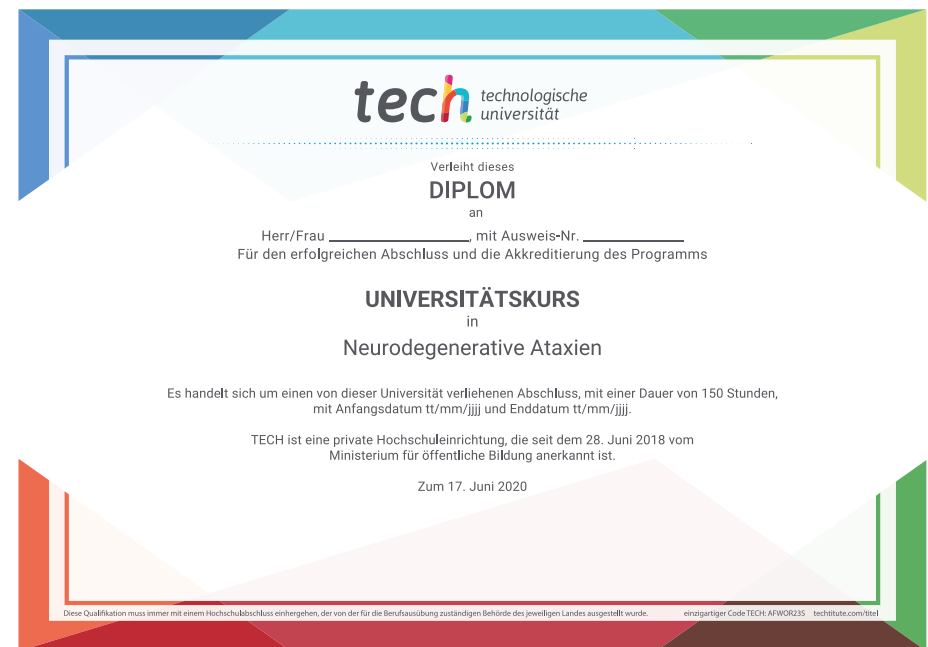 tech technologische
universität
Verleiht dieses
DIPLOM
an
Herr/Frau ________________, mit Ausweis-Nr. ____________
Für den erfolgreichen Abschluss und die Akkreditierung des Programms
UNIVERSITÄTSKURS
in
Neurodegenerative Ataxien
Es handelt sich um einen von dieser Universität verliehenen Abschluss, mit einer Dauer von 150 Stunden,
mit Anfangsdatum tt/mm/jjjj und Enddatum tt/mm/jjjj.
TECH ist eine private Hochschuleinrichtung, die seit dem 28. Juni 2018 vom
Ministerium für öffentliche Bildung anerkannt ist.
Zum 17. Juni 2020
Diese Qualifikation muss immer mit einem Hochschulabschluss einhergehen, der von der für die Berufsausübung zuständigen Behörde des jeweiligen Landes ausgestellt wurde. einzigartiger Code TECH: AFWOR23S techtitute.com/titel